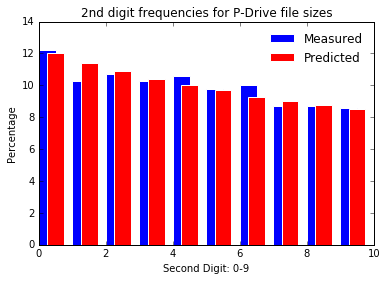 2nd digit frequencies for P-Drive file sizes
Measured
Predicted
Percentage
14
12
10
8
6
4
2
0
0 2 4 6 8 10
Second Digit: 0-9